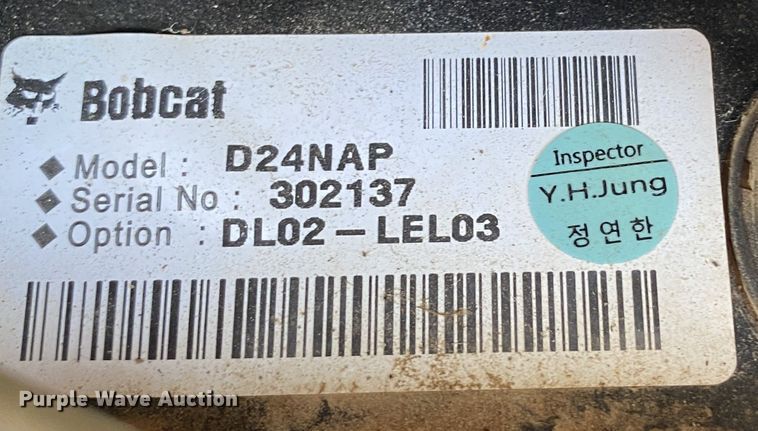 Bobcat
◆ Model : D24NAP
◆ Serial No : 302137
◆ Option : DL02-LEL03
Inspector
Y.H.Jung
정연한
Purple Wave Auction